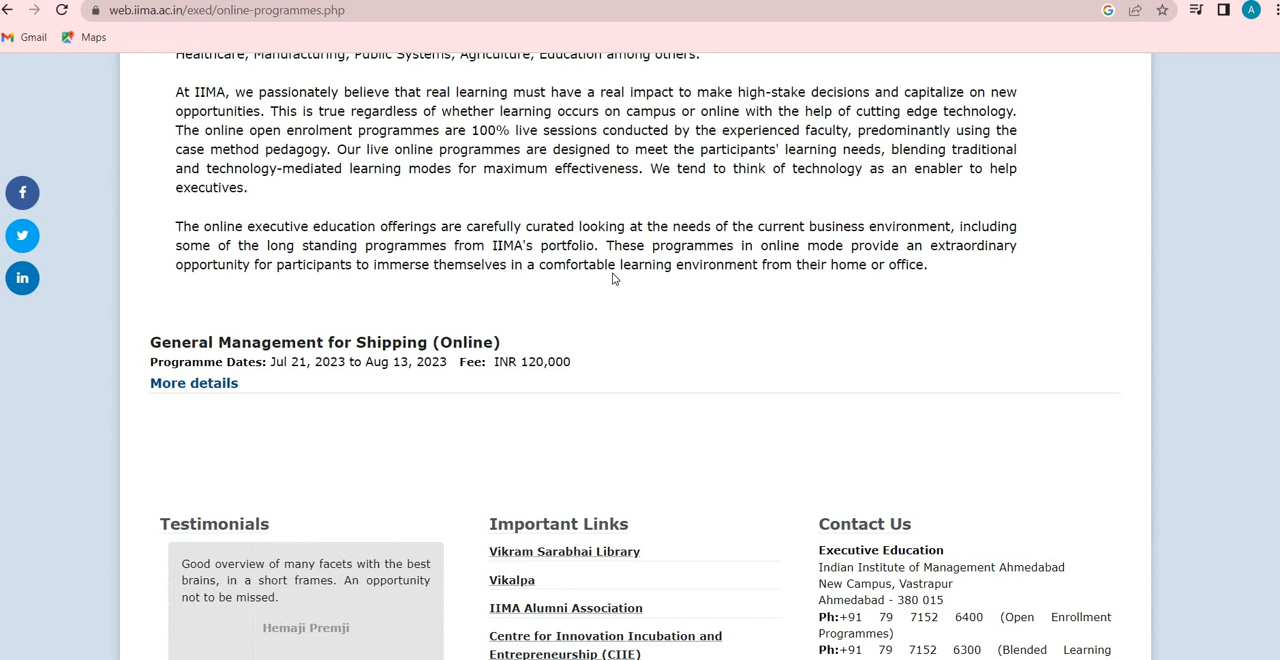 web.iima.ac.in/exed/online-programmes.php
A
Gmail
Maps
Healthcare, Manufacturing, Public Systems, Agriculture, Education among others.
At IIMA, we passionately believe that real learning must have a real impact to make high-stake decisions and capitalize on new
opportunities. This is true regardless of whether learning occurs on campus or online with the help of cutting edge technology.
The online open enrolment programmes are 100% live sessions conducted by the experienced faculty, predominantly using the
case method pedagogy. Our live online programmes are designed to meet the participants' learning needs, blending traditional
and technology-mediated learning modes for maximum effectiveness. We tend to think of technology as an enabler to help
executives.
The online executive education offerings are carefully curated looking at the needs of the current business environment, including
some of the long standing programmes from IIMA's portfolio. These programmes in online mode provide an extraordinary
opportunity for participants to immerse themselves in a comfortable learning environment from their home or office.
General Management for Shipping (Online)
Programme Dates: Jul 21, 2023 to Aug 13, 2023 Fee: INR 120,000
More details
Testimonials
Good overview of many facets with the best
brains, in a short frames. An opportunity
not to be missed.
Hemaji Premji
Important Links
Vikram Sarabhai Library
Vikalpa
IIMA Alumni Association
Centre for Innovation Incubation and
Entrepreneurship (CIIE)
Contact Us
Executive Education
Indian Institute of Management Ahmedabad
New Campus, Vastrapur
Ahmedabad - 380 015
Ph:+91 79 7152 6400 (Open Enrollment
Programmes)
Ph:+91 79 7152 6300 (Blended Learning